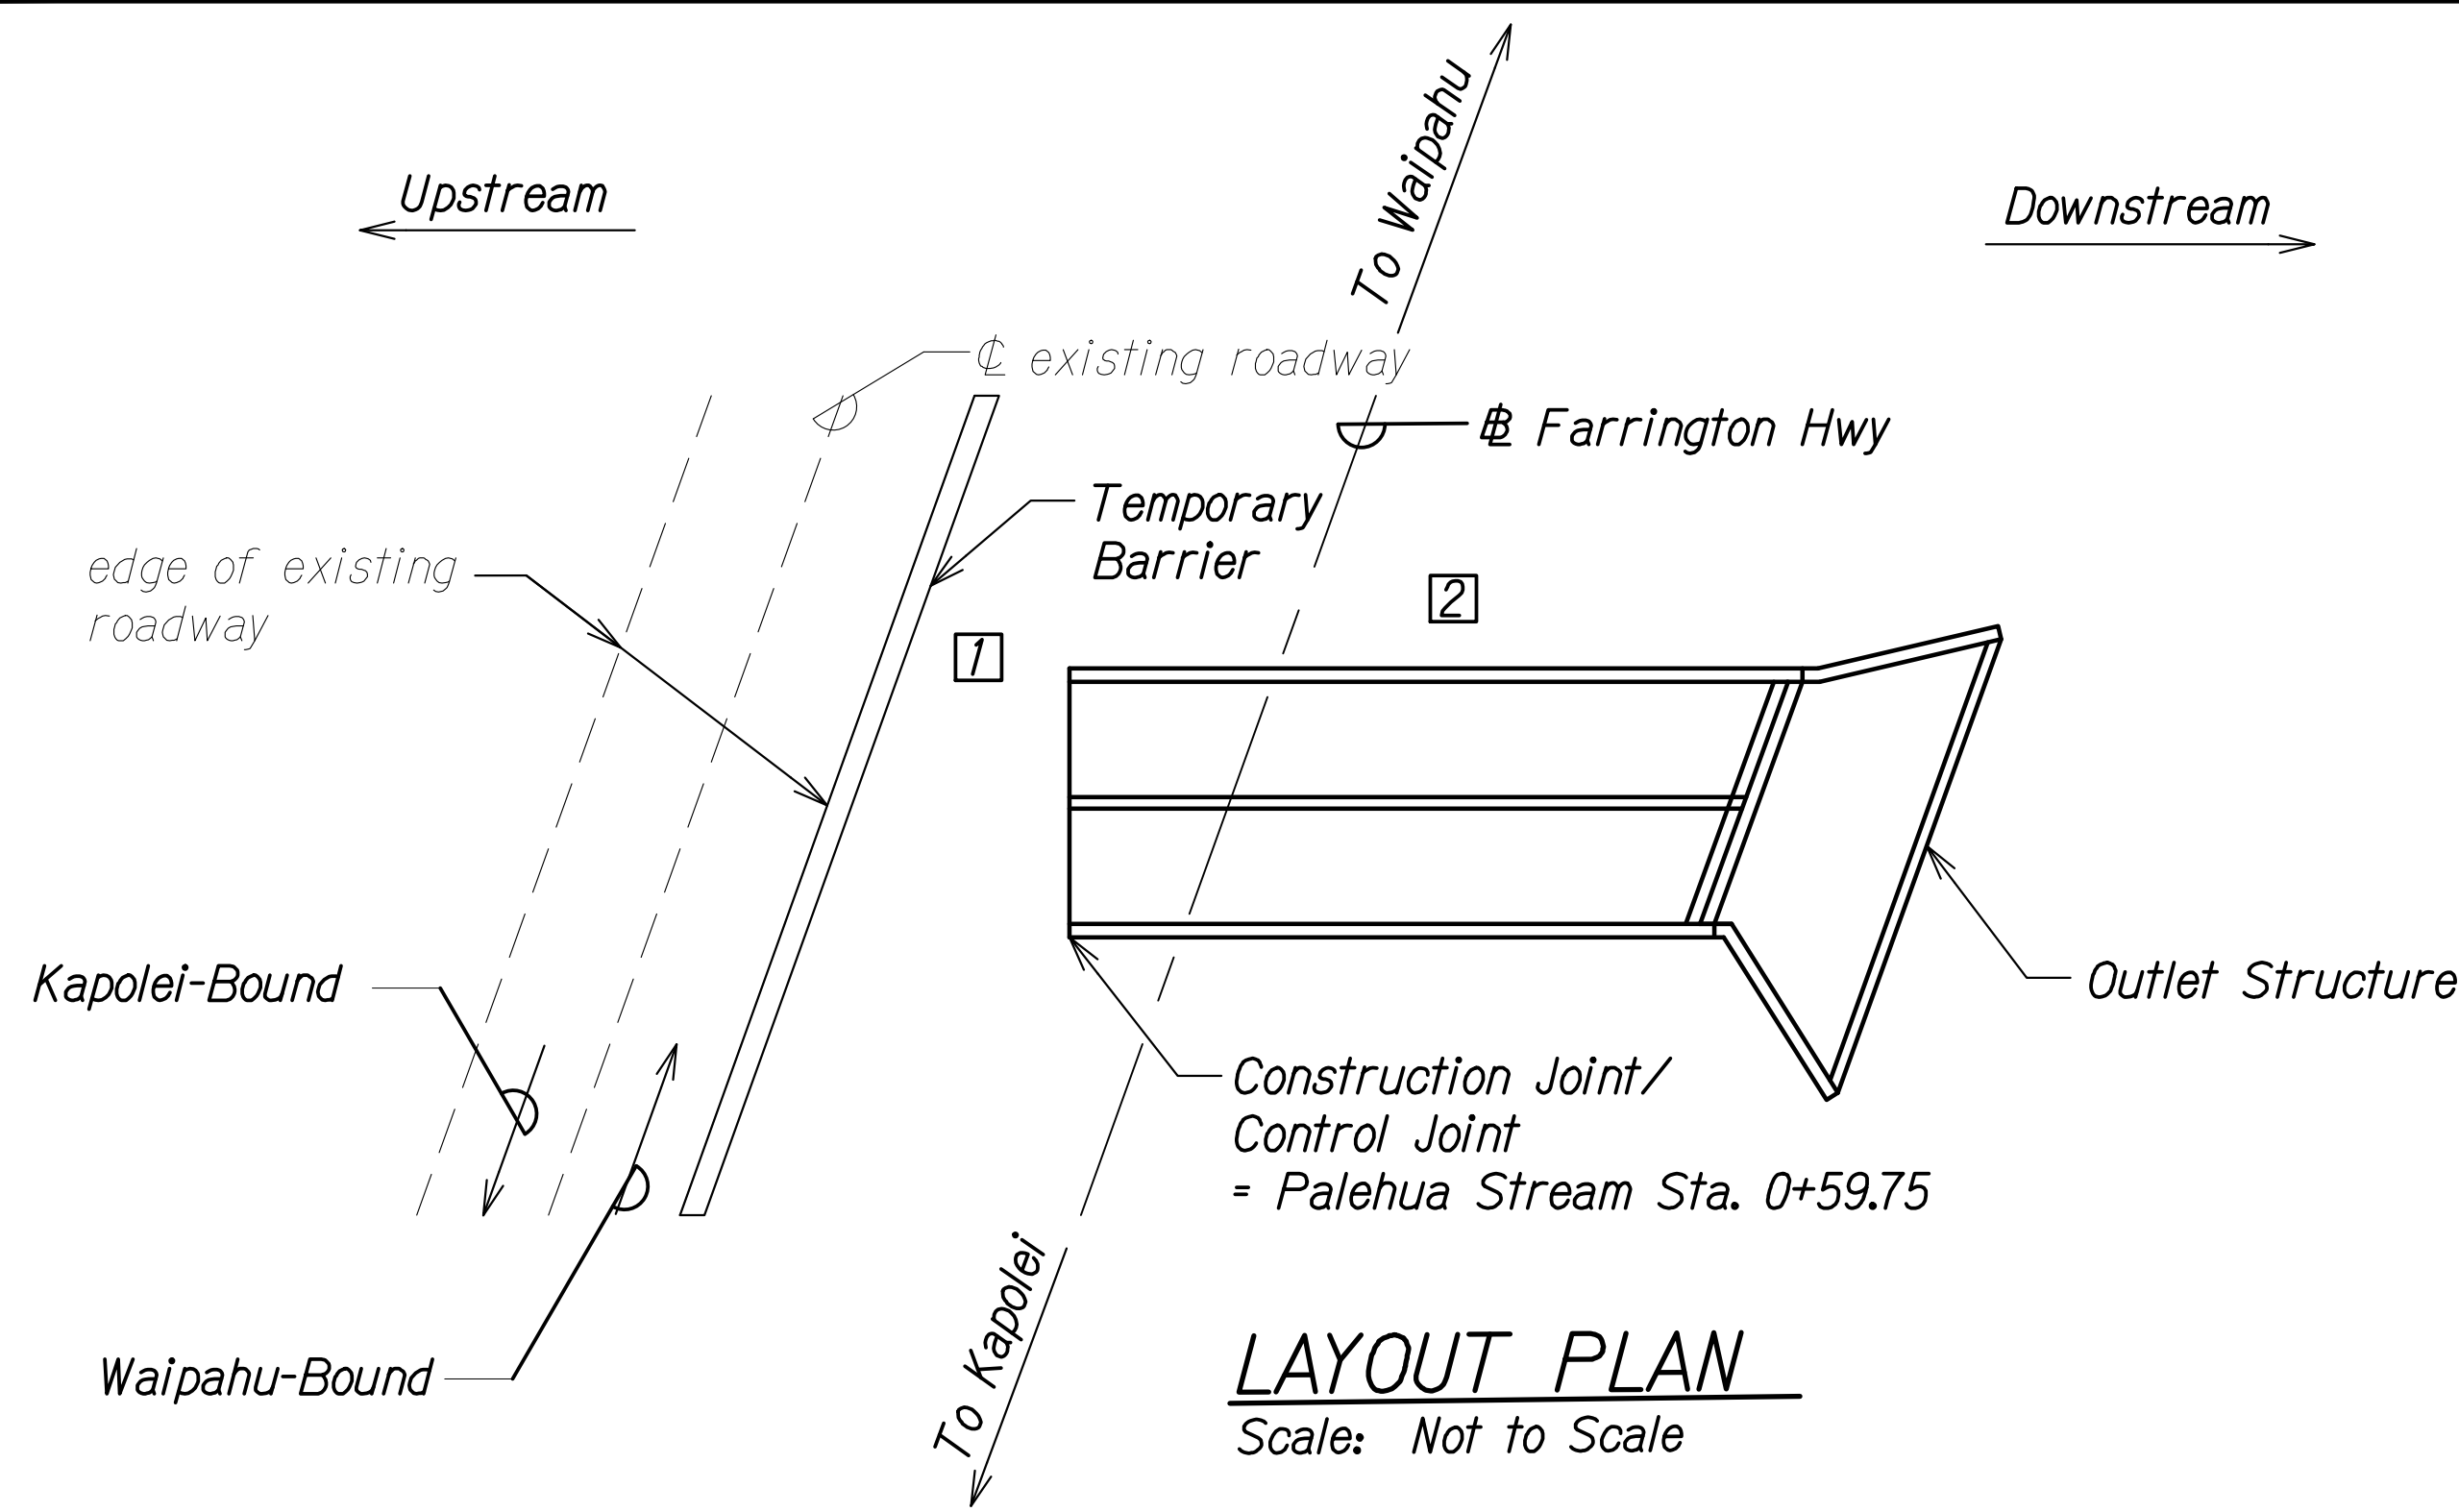 Upstream
To Waipahu
Downstream
℄ existing roadway
℄ Farrington Hwy
Temporary
Barrier
edge of existing
roadway
1
2
Kapolei-Bound
Outlet Structure
Construction Joint/
Control Joint
= Palehua Stream Sta. 0+59.75
Waipahu-Bound
To Kapolei
LAYOUT PLAN
Scale: Not to Scale